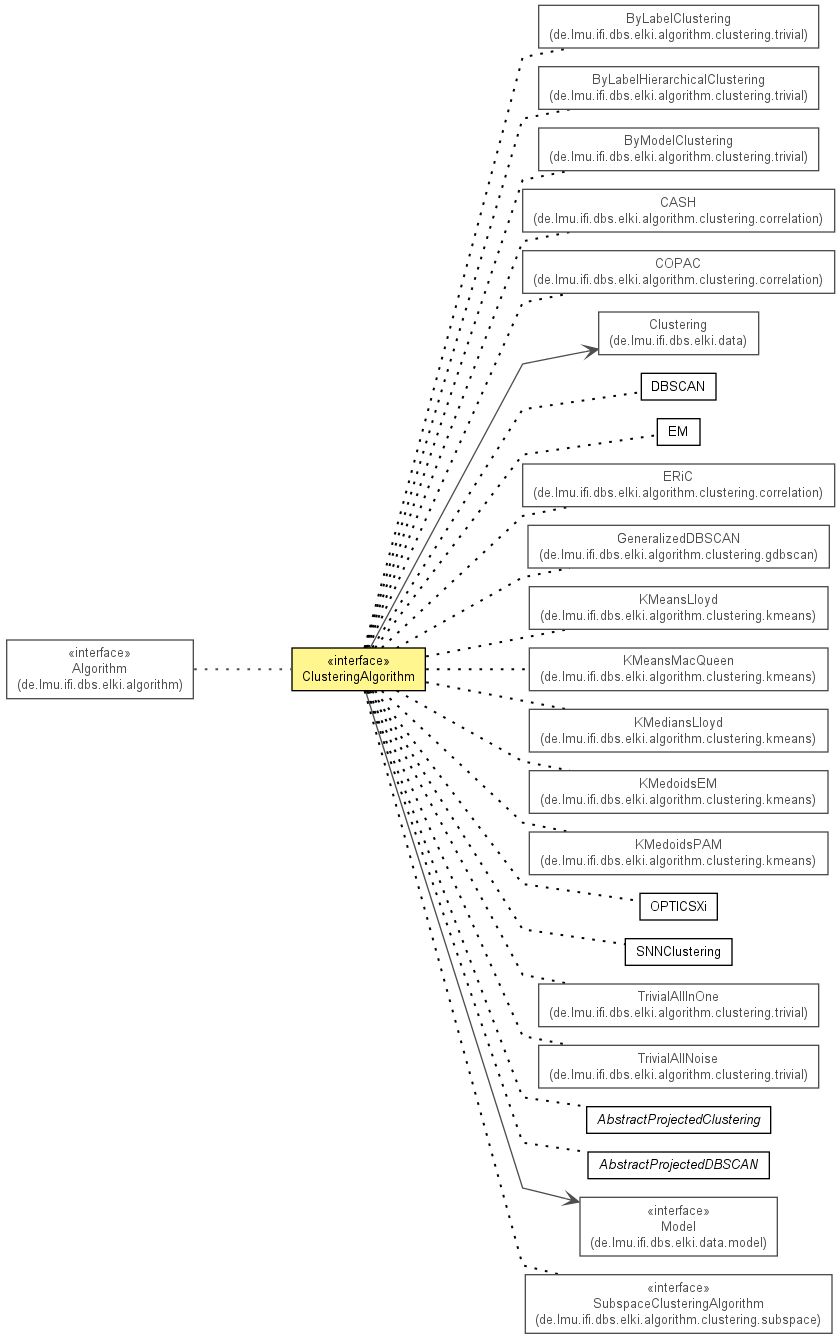 ByLabelClustering
(de.lmu.ifi.dbs.elki.algorithm.clustering.trivial)
ByLabelHierarchicalClustering
(de.lmu.ifi.dbs.elki.algorithm.clustering.trivial)
ByModelClustering
(de.lmu.ifi.dbs.elki.algorithm.clustering.trivial)
CASH
(de.lmu.ifi.dbs.elki.algorithm.clustering.correlation)
COPAC
(de.lmu.ifi.dbs.elki.algorithm.clustering.correlation)
Clustering
(de.lmu.ifi.dbs.elki.data)
DBSCAN
EM
ERiC
(de.lmu.ifi.dbs.elki.algorithm.clustering.correlation)
GeneralizedDBSCAN
(de.lmu.ifi.dbs.elki.algorithm.clustering.gdbscan)
KMeansLloyd
(de.lmu.ifi.dbs.elki.algorithm.clustering.kmeans)
«interface»
Algorithm
(de.lmu.ifi.dbs.elki.algorithm)
«interface»
ClusteringAlgorithm
KMeansMacQueen
(de.lmu.ifi.dbs.elki.algorithm.clustering.kmeans)
KMediansLloyd
(de.lmu.ifi.dbs.elki.algorithm.clustering.kmeans)
KMedoidsEM
(de.lmu.ifi.dbs.elki.algorithm.clustering.kmeans)
KMedoidsPAM
(de.lmu.ifi.dbs.elki.algorithm.clustering.kmeans)
OPTICSXi
SNNClustering
TrivialAllInOne
(de.lmu.ifi.dbs.elki.algorithm.clustering.trivial)
TrivialAllNoise
(de.lmu.ifi.dbs.elki.algorithm.clustering.trivial)
AbstractProjectedClustering
AbstractProjectedDBSCAN
«interface»
Model
(de.lmu.ifi.dbs.elki.data.model)
«interface»
SubspaceClusteringAlgorithm
(de.lmu.ifi.dbs.elki.algorithm.clustering.subspace)